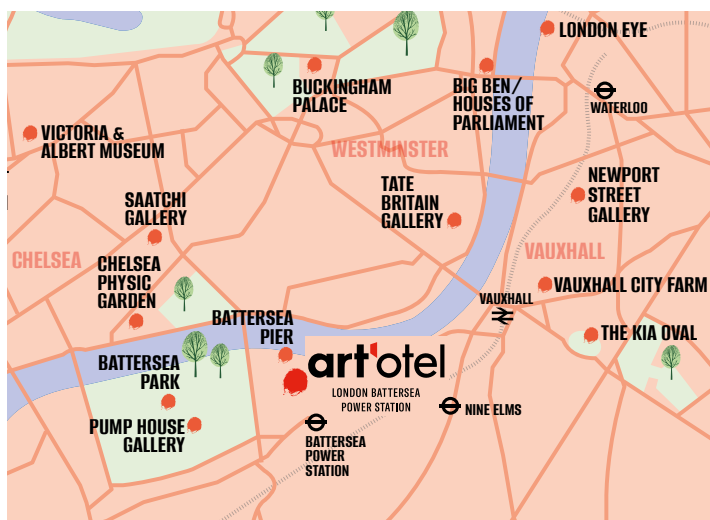 LONDON EYE
BUCKINGHAM
PALACE
BIG BEN/
HOUSES OF
PARLIAMENT
WATERLOO
VICTORIA &
ALBERT MUSEUM
WESTMINSTER
TATE
BRITAIN
GALLERY
NEWPORT
STREET
GALLERY
SAATCHI
GALLERY
CHELSEA
VAUXHALL
CHELSEA
PHYSIC
GARDEN
VAUXHALL CITY FARM
VAUXHALL
BATTERSEA
PIER
THE KIA OVAL
art'otel
LONDON BATTERSEA
POWER STATION
BATTERSEA
PARK
NINE ELMS
PUMP HOUSE
GALLERY
BATTERSEA
POWER
STATION